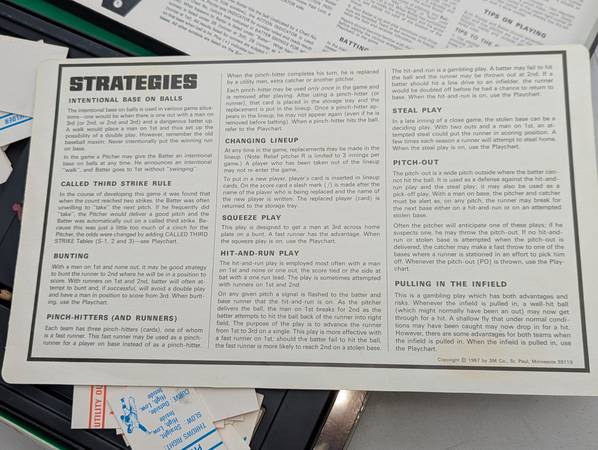 TIPS ON PLAYING
TIPS TO THE
BATTING
STRATEGIES
INTENTIONAL BASE ON BALLS
The intentional base on balls is used in various game situa-
tions—one would be when there is one out with a man on
3rd (or 2nd, or 2nd and 3rd) and a dangerous batter up.
A walk would place a man on 1st and thus set up the
possibility of a double play. However, remember the old
baseball maxim: Never intentionally put the winning run
on base.
In the game a Pitcher may give the Batter an intentional
base on balls at any time. He announces an intentional
"walk", and Batter goes to 1st without "swinging".
CALLED THIRD STRIKE RULE
In the course of developing this game it was found that
when the count reached two strikes, the Batter was often
unwilling to "take" the next pitch. If he frequently did
"take", the Pitcher would deliver a good pitch and the
Batter was automatically out on a called third strike. Be-
cause this was just a little too much of a cinch for the
Pitcher, the odds were changed by adding CALLED THIRD
STRIKE Tables (S-1, 2 and 3)—see Playchart.
BUNTING
With a man on 1st and none out, it may be good strategy
to bunt the runner to 2nd where he will be in a position to
score. With runners on 1st and 2nd, batter will often at-
tempt to bunt and, if successful, will avoid a double play
and have a man in position to score from 3rd. When bunt-
ing, use the Playchart.
PINCH-HITTERS (AND RUNNERS)
Each team has three pinch-hitters (cards), one of whom
is a fast runner. This fast runner may be used as a pinch-
runner for a player on base instead of as a pinch-hitter.
When the pinch-hitter completes his turn, he is replaced
by a utility man, extra catcher or another pitcher.
Each pinch-hitter may be used only once in the game and
is removed after playing. After using a pinch-hitter (or
runner), that card is placed in the storage tray and the
replacement is put in the lineup. Once a pinch-hitter ap-
pears in the lineup, he may not appear again (even if he is
removed before batting). When a pinch-hitter hits the ball,
refer to the Playchart.
CHANGING LINEUP
At any time in the game, replacements may be made in the
lineup. (Note: Relief pitcher R is limited to 3 innings per
game.) A player who has been taken out of the lineup
may not re-enter the game.
To put in a new player, player's card is inserted in lineup
cards. On the score card a slash mark (/) is made after the
name of the player who is being replaced and the name of
the new player is written. The replaced player (card) is
returned to the storage tray.
SQUEEZE PLAY
This play is designed to get a man at 3rd across home
plate on a bunt. A fast runner has the advantage. When
the squeeze play is on, use the Playchart.
HIT-AND-RUN PLAY
The hit-and-run play is employed most often with a man
on 1st and none or one out, the score tied or the side at
bat with a one run lead. The play is sometimes attempted
with runners on 1st and 2nd.
On any given pitch a signal is flashed to the batter and
base runner that the hit-and-run is on. As the pitcher
delivers the ball, the man on 1st breaks for 2nd as the
batter attempts to hit the ball back of the runner into right
field. The purpose of the play is to advance the runner
from 1st to 3rd on a single. This play is more effective with
a fast runner on 1st; should the batter fail to hit the ball,
the fast runner is more likely to reach 2nd on a stolen base.
The hit-and-run is a gambling play. A batter may fail to hit
the ball and the runner may be thrown out at 2nd. If a
batter should hit a line drive to an infielder, the runner
would be doubled off before he had a chance to return to
base. When the hit-and-run is on, use the Playchart.
STEAL PLAY
In a late inning of a close game, the stolen base can be a
deciding play. With two outs and a man on 1st, an at-
tempted steal could put the runner in scoring position. A
few times each season a runner will attempt to steal home.
When the steal play is on, use the Playchart.
PITCH-OUT
The pitch-out is a wide pitch outside where the batter can-
not hit the ball. It is used as a defense against the hit-and-
run play and the steal play; it may also be used as a
pick-off play. With a man on base, the pitcher and catcher
must be alert as, on any pitch, the runner may break for
the next base either on a hit-and-run or on an attempted
stolen base.
Often the pitcher will anticipate one of these plays; if he
suspects one, he may throw the pitch-out. If no hit-and-
run or stolen base is attempted when the pitch-out is
delivered, the catcher may make a fast throw to one of the
bases where a runner is stationed in an effort to pick him
off. Whenever the pitch-out (PO) is thrown, use the Play-
chart.
PULLING IN THE INFIELD
This is a gambling play which has both advantages and
risks. Whenever the infield is pulled in, a well-hit ball
(which might normally have been an out) may now get
through for a hit. A shallow fly that under normal condi-
tions may have been caught may now drop in for a hit.
However, there are some advantages for both teams when
the infield is pulled in. When the infield is pulled in, use
the Playchart.
Copyright © 1967 by 3M Co., St. Paul, Minnesota 55119